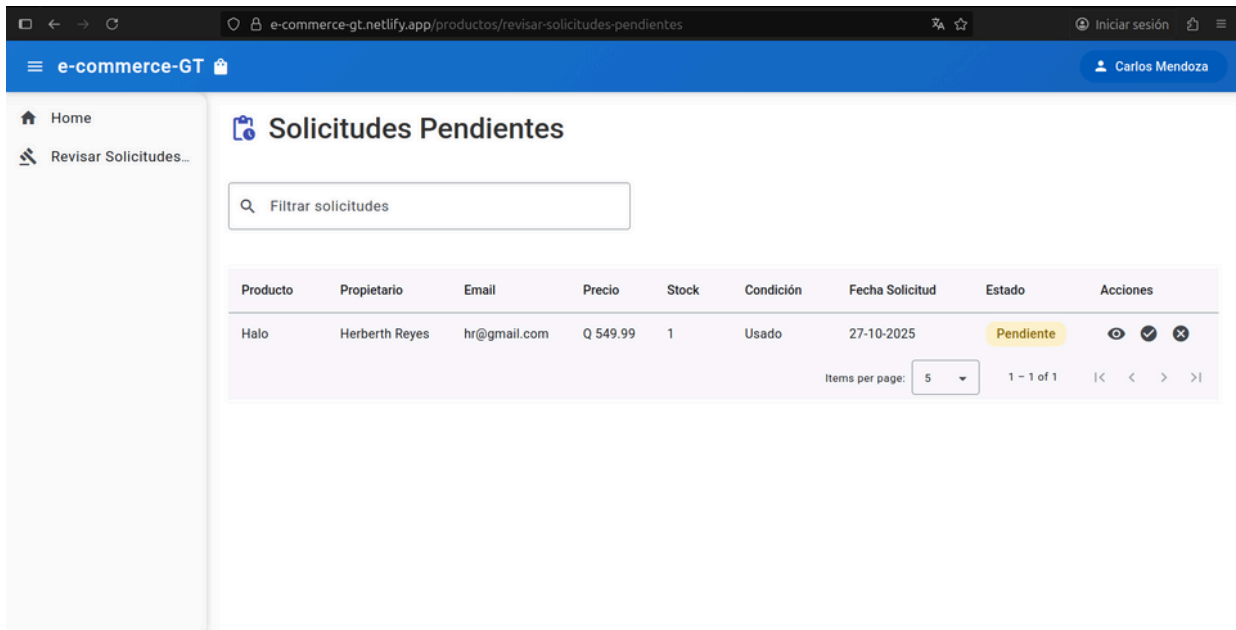 e-commerce-gt.netlify.app/productos/revisar-solicitudes-pendientes
Iniciar sesión
e-commerce-GT
Carlos Mendoza
Home
Revisar Solicitudes…
Solicitudes Pendientes
Filtrar solicitudes
Producto Propietario Email Precio Stock Condición Fecha Solicitud Estado Acciones
Halo Herberth Reyes hr@gmail.com Q 549.99 1 Usado 27-10-2025 Pendiente
Items per page: 5 1 – 1 of 1